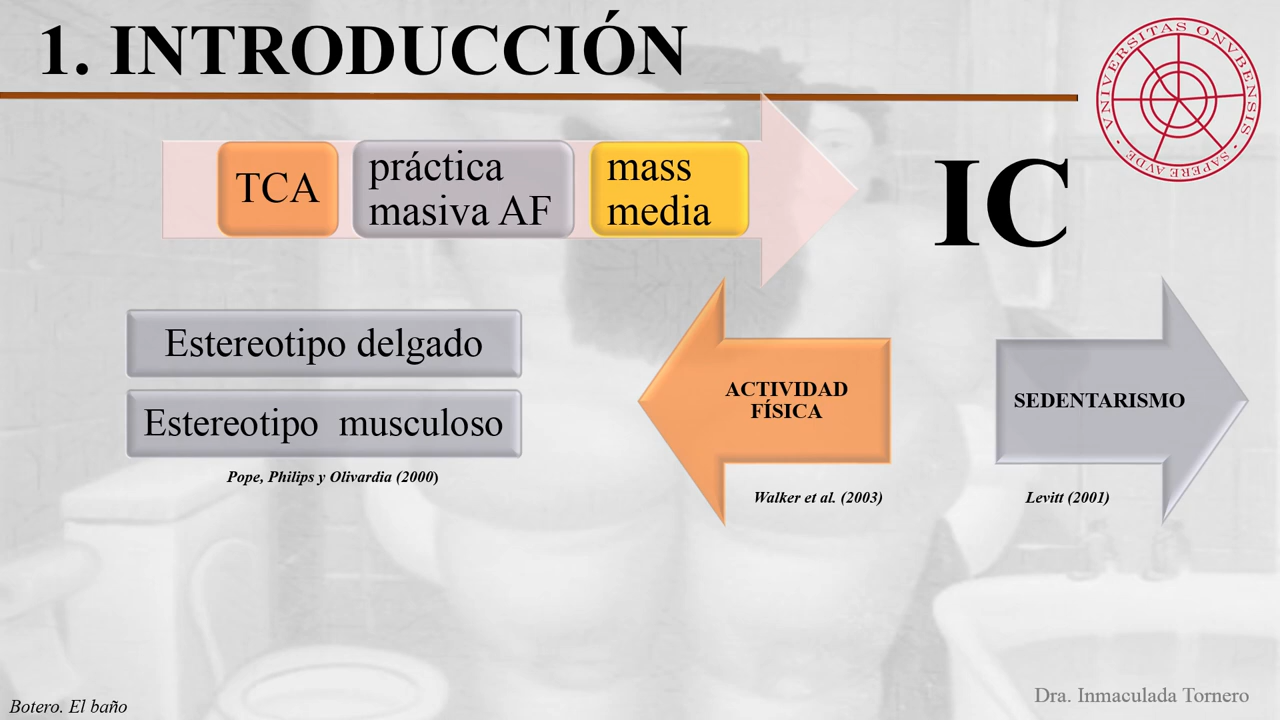 1. INTRODUCCIÓN
VNIVERSITAS ONVBENSIS · SAPERE AVDE ·
TCA
práctica
masiva AF
mass
media
IC
Estereotipo delgado
Estereotipo musculoso
Pope, Philips y Olivardia (2000)
ACTIVIDAD
FÍSICA
Walker et al. (2003)
SEDENTARISMO
Levitt (2001)
Botero. El baño
Dra. Inmaculada Tornero